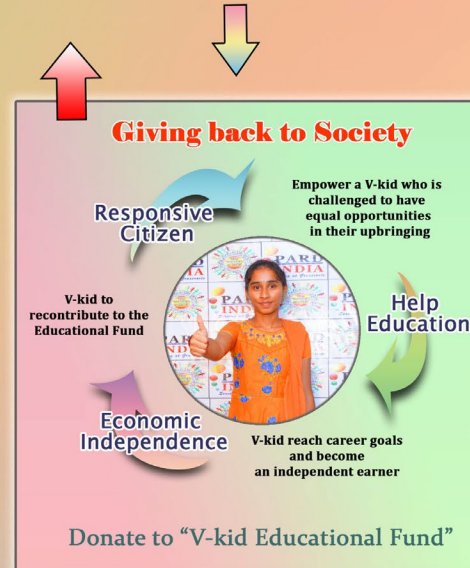 Giving back to Society
Empower a V-kid who is
challenged to have
equal opportunities
in their upbringing
Responsive
Citizen
Help
Education
V-kid to
recontribute to the
Educational Fund
PARD
INDIA
Economic
Independence
V-kid reach career goals
and become
an independent earner
Donate to “V-kid Educational Fund”